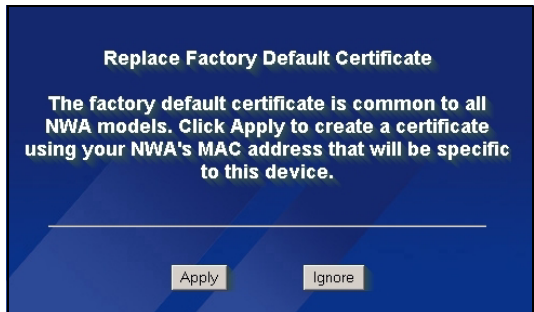 Replace Factory Default Certificate
The factory default certificate is common to all
NWA models. Click Apply to create a certificate
using your NWA's MAC address that will be specific
to this device.
Apply
Ignore